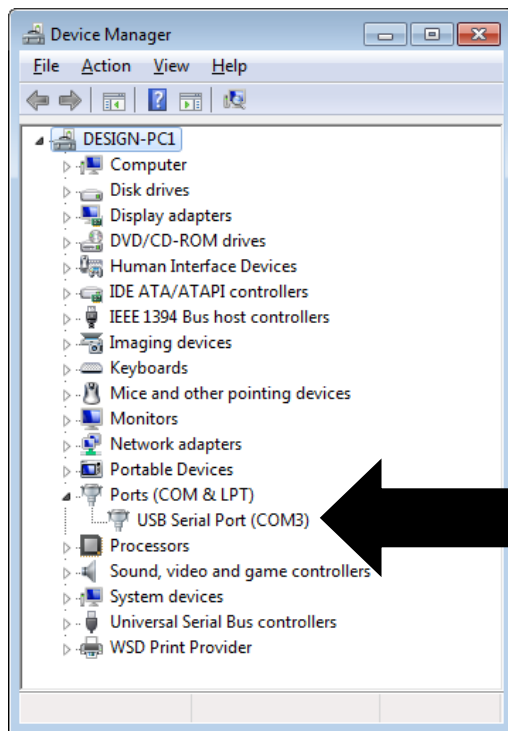 Device Manager
File Action View Help
DESIGN-PC1
Computer
Disk drives
Display adapters
DVD/CD-ROM drives
Human Interface Devices
IDE ATA/ATAPI controllers
IEEE 1394 Bus host controllers
Imaging devices
Keyboards
Mice and other pointing devices
Monitors
Network adapters
Portable Devices
Ports (COM & LPT)
USB Serial Port (COM3)
Processors
Sound, video and game controllers
System devices
Universal Serial Bus controllers
WSD Print Provider